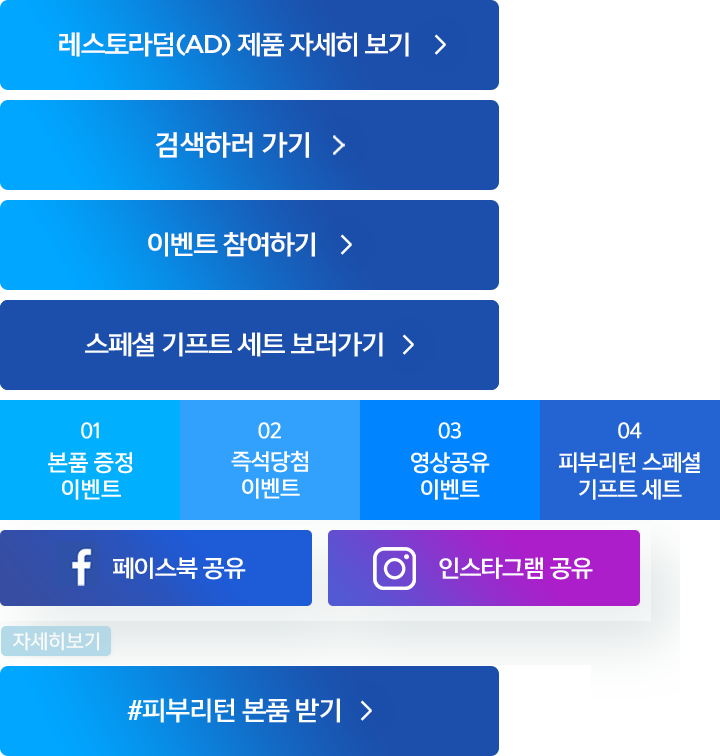 레스토라덤(AD) 제품 자세히 보기
검색하러 가기
이벤트 참여하기
스페셜 기프트 세트 보러가기
01
본품 증정
이벤트
02
즉석당첨
이벤트
03
영상공유
이벤트
04
피부리턴 스페셜
기프트 세트
페이스북 공유
인스타그램 공유
자세히보기
#피부리턴 본품 받기